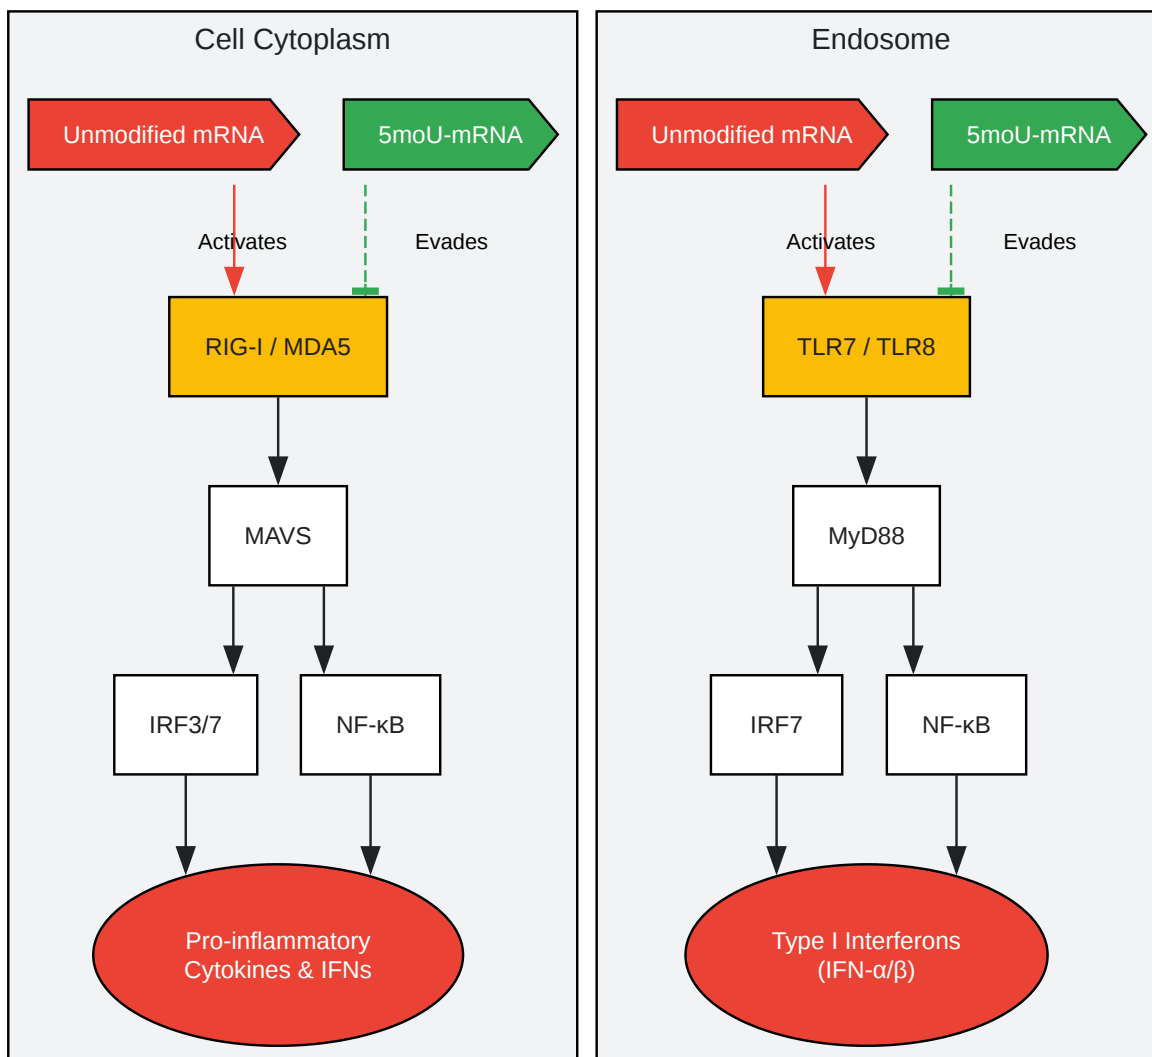 Cell Cytoplasm
Unmodified mRNA
5moU-mRNA
Activates
Evades
RIG-I / MDA5
MAVS
IRF3/7
NF-κB
Pro-inflammatory
Cytokines & IFNs
Endosome
Unmodified mRNA
5moU-mRNA
Activates
Evades
TLR7 / TLR8
MyD88
IRF7
NF-κB
Type I Interferons
(IFN-α/β)